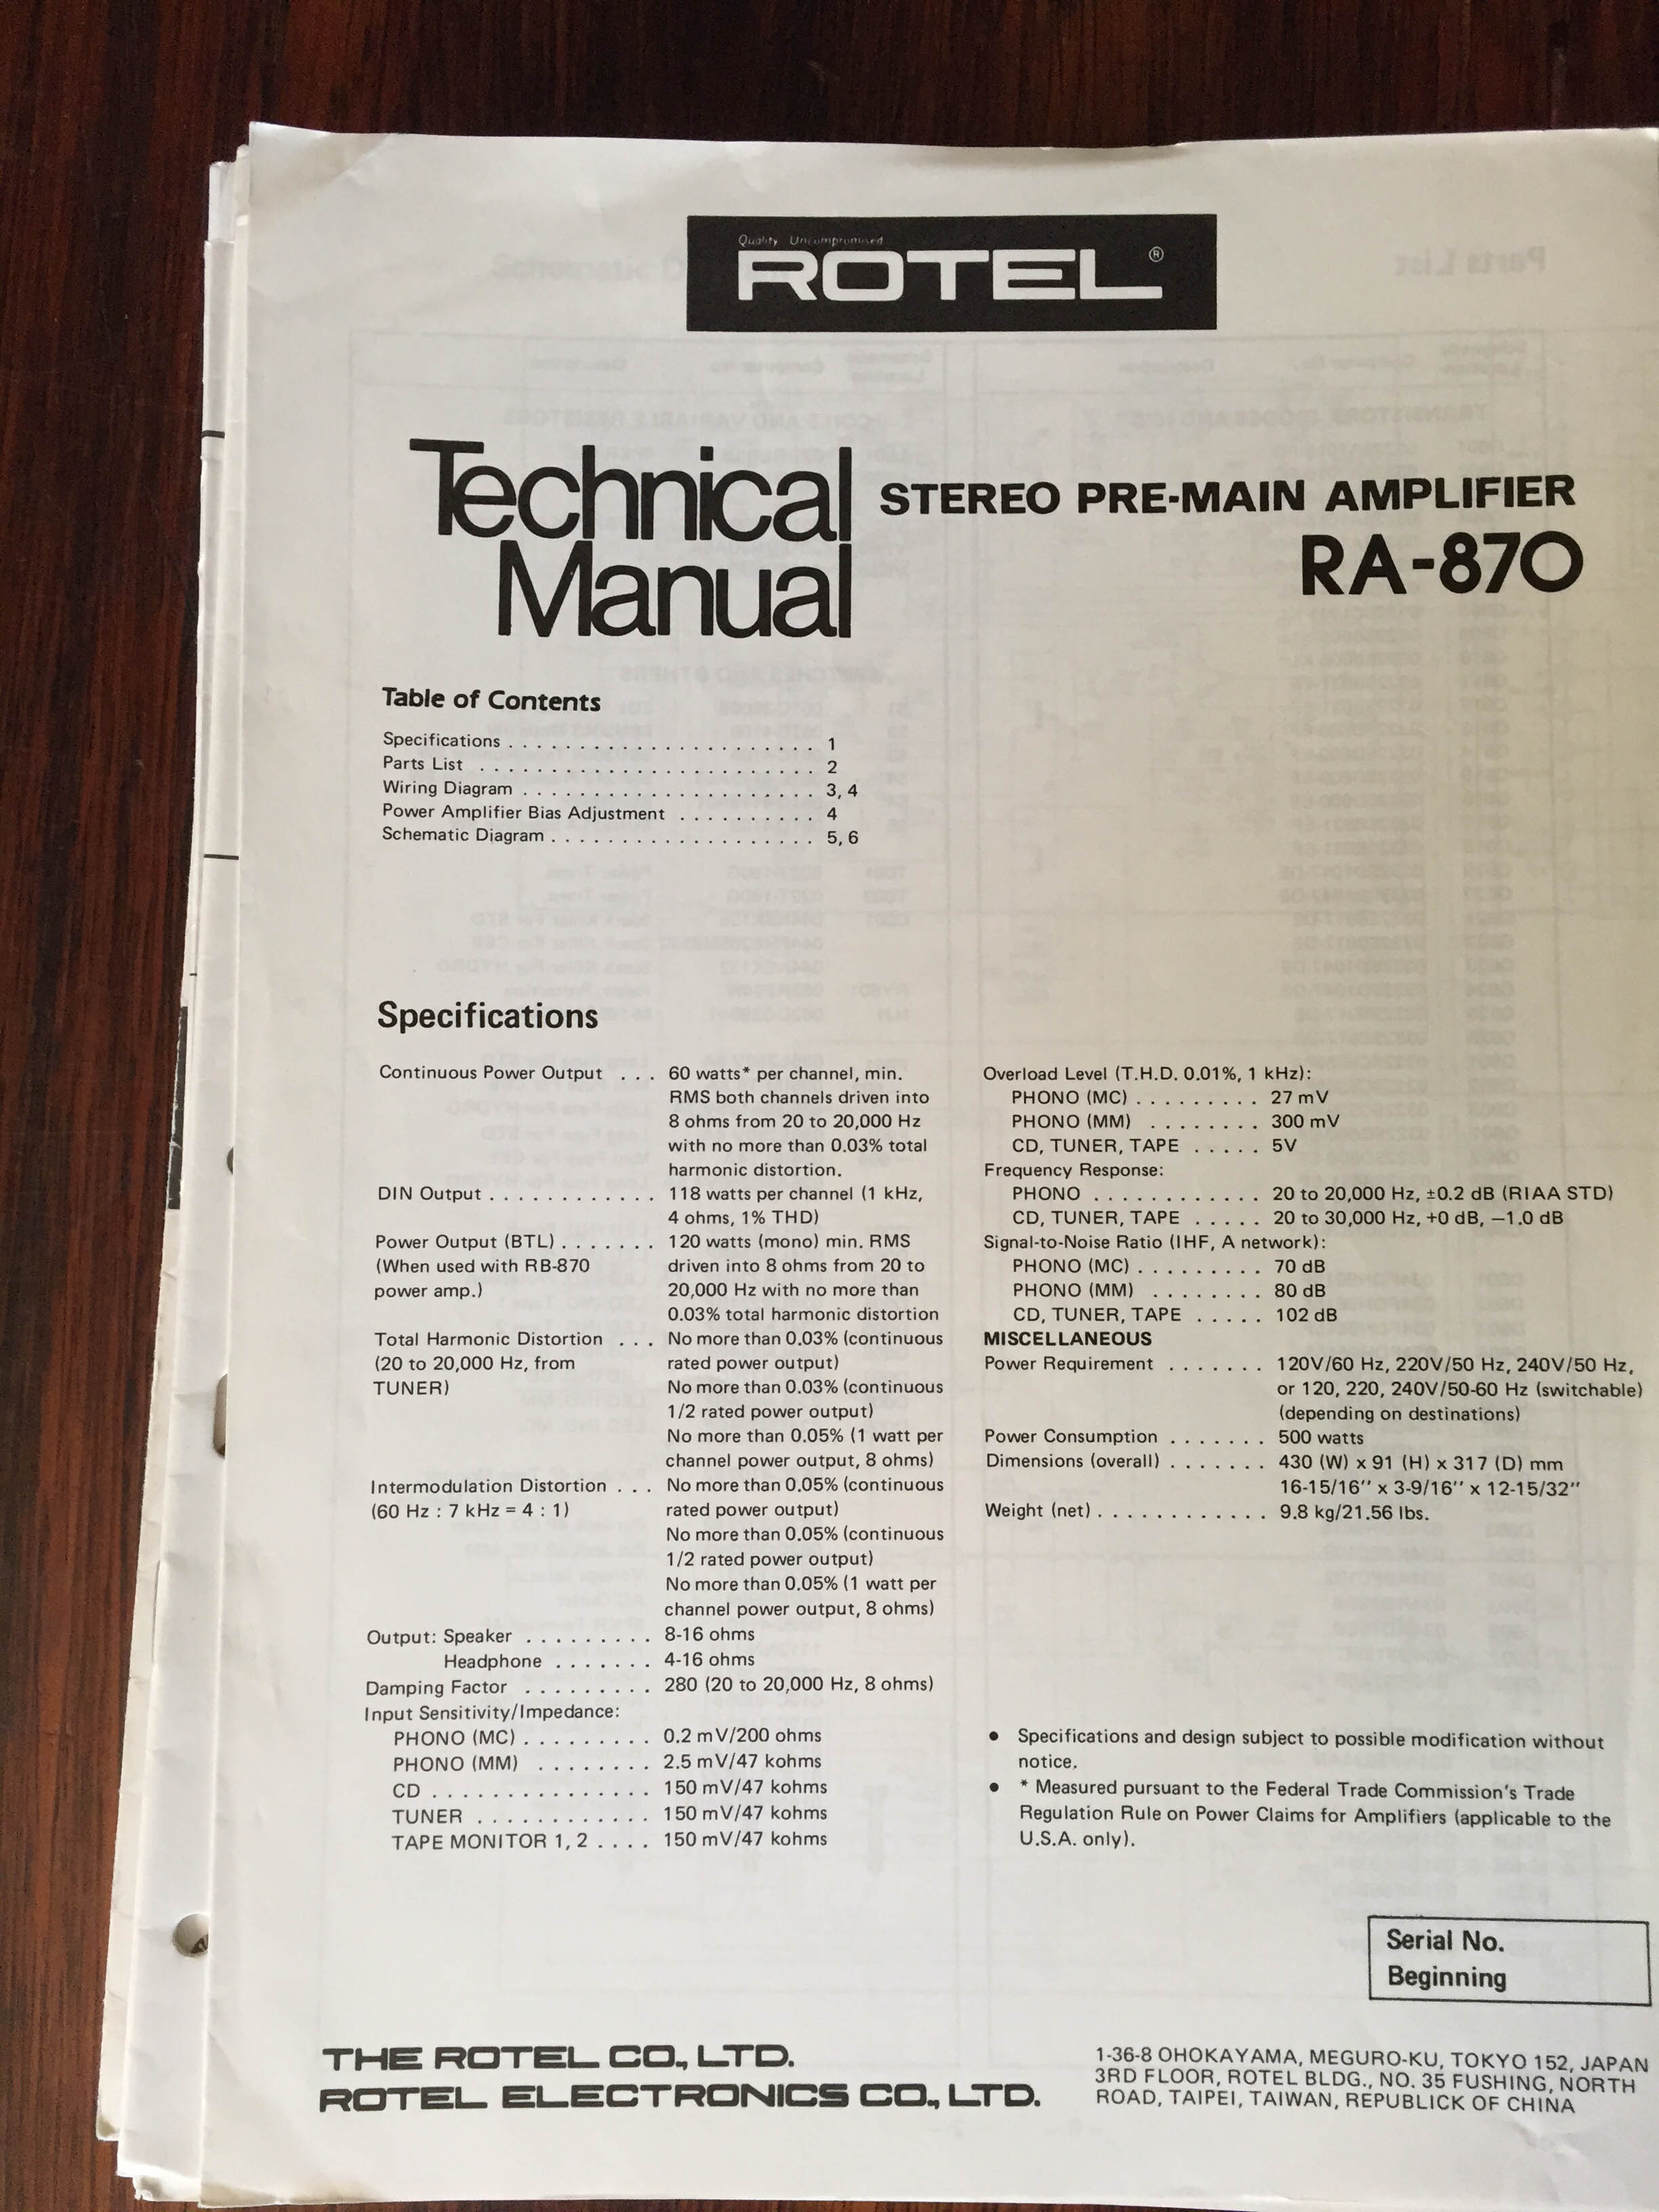 Quality Uncompromised
ROTEL®
Technical
Manual
STEREO PRE-MAIN AMPLIFIER
RA-870
Table of Contents
Specifications . . . . . . . . . . . . . . . . . . . . . . 1
Parts List . . . . . . . . . . . . . . . . . . . . . . . . 2
Wiring Diagram . . . . . . . . . . . . . . . . . . . . . 3, 4
Power Amplifier Bias Adjustment . . . . . . . . . . 4
Schematic Diagram . . . . . . . . . . . . . . . . . . . 5, 6
Specifications
Continuous Power Output . . . 60 watts* per channel, min.
RMS both channels driven into
8 ohms from 20 to 20,000 Hz
with no more than 0.03% total
harmonic distortion.
DIN Output . . . . . . . . . . . . 118 watts per channel (1 kHz,
4 ohms, 1% THD)
Power Output (BTL) . . . . . . . 120 watts (mono) min. RMS
(When used with RB-870 driven into 8 ohms from 20 to
power amp.) 20,000 Hz with no more than
0.03% total harmonic distortion
Total Harmonic Distortion . . . No more than 0.03% (continuous
(20 to 20,000 Hz, from rated power output)
TUNER) No more than 0.03% (continuous
1/2 rated power output)
No more than 0.05% (1 watt per
channel power output, 8 ohms)
Intermodulation Distortion . . . No more than 0.05% (continuous
(60 Hz : 7 kHz = 4 : 1) rated power output)
No more than 0.05% (continuous
1/2 rated power output)
No more than 0.05% (1 watt per
channel power output, 8 ohms)
Output: Speaker . . . . . . . . . 8-16 ohms
Headphone . . . . . . . 4-16 ohms
Damping Factor . . . . . . . . . 280 (20 to 20,000 Hz, 8 ohms)
Input Sensitivity/Impedance:
PHONO (MC) . . . . . . . . . 0.2 mV/200 ohms
PHONO (MM) . . . . . . . . 2.5 mV/47 kohms
CD . . . . . . . . . . . . . . . 150 mV/47 kohms
TUNER . . . . . . . . . . . . 150 mV/47 kohms
TAPE MONITOR 1, 2 . . . . 150 mV/47 kohms
Overload Level (T.H.D. 0.01%, 1 kHz):
PHONO (MC) . . . . . . . . . 27 mV
PHONO (MM) . . . . . . . . 300 mV
CD, TUNER, TAPE . . . . . 5V
Frequency Response:
PHONO . . . . . . . . . . . . 20 to 20,000 Hz, ±0.2 dB (RIAA STD)
CD, TUNER, TAPE . . . . . 20 to 30,000 Hz, +0 dB, −1.0 dB
Signal-to-Noise Ratio (IHF, A network):
PHONO (MC) . . . . . . . . . 70 dB
PHONO (MM) . . . . . . . . 80 dB
CD, TUNER, TAPE . . . . . 102 dB
MISCELLANEOUS
Power Requirement . . . . . . . 120V/60 Hz, 220V/50 Hz, 240V/50 Hz,
or 120, 220, 240V/50-60 Hz (switchable)
(depending on destinations)
Power Consumption . . . . . . . 500 watts
Dimensions (overall) . . . . . . . 430 (W) x 91 (H) x 317 (D) mm
16-15/16" x 3-9/16" x 12-15/32"
Weight (net) . . . . . . . . . . . . 9.8 kg/21.56 lbs.
● Specifications and design subject to possible modification without
notice.
● * Measured pursuant to the Federal Trade Commission's Trade
Regulation Rule on Power Claims for Amplifiers (applicable to the
U.S.A. only).
Serial No.
Beginning
THE ROTEL CO., LTD.
ROTEL ELECTRONICS CO., LTD.
1-36-8 OHOKAYAMA, MEGURO-KU, TOKYO 152, JAPAN
3RD FLOOR, ROTEL BLDG., NO. 35 FUSHING, NORTH
ROAD, TAIPEI, TAIWAN, REPUBLICK OF CHINA